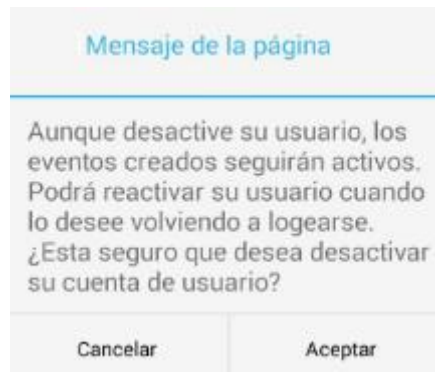 Mensaje de la página
Aunque desactive su usuario, los
eventos creados seguirán activos.
Podrá reactivar su usuario cuando
lo desee volviendo a logearse.
¿Esta seguro que desea desactivar
su cuenta de usuario?
Cancelar
Aceptar